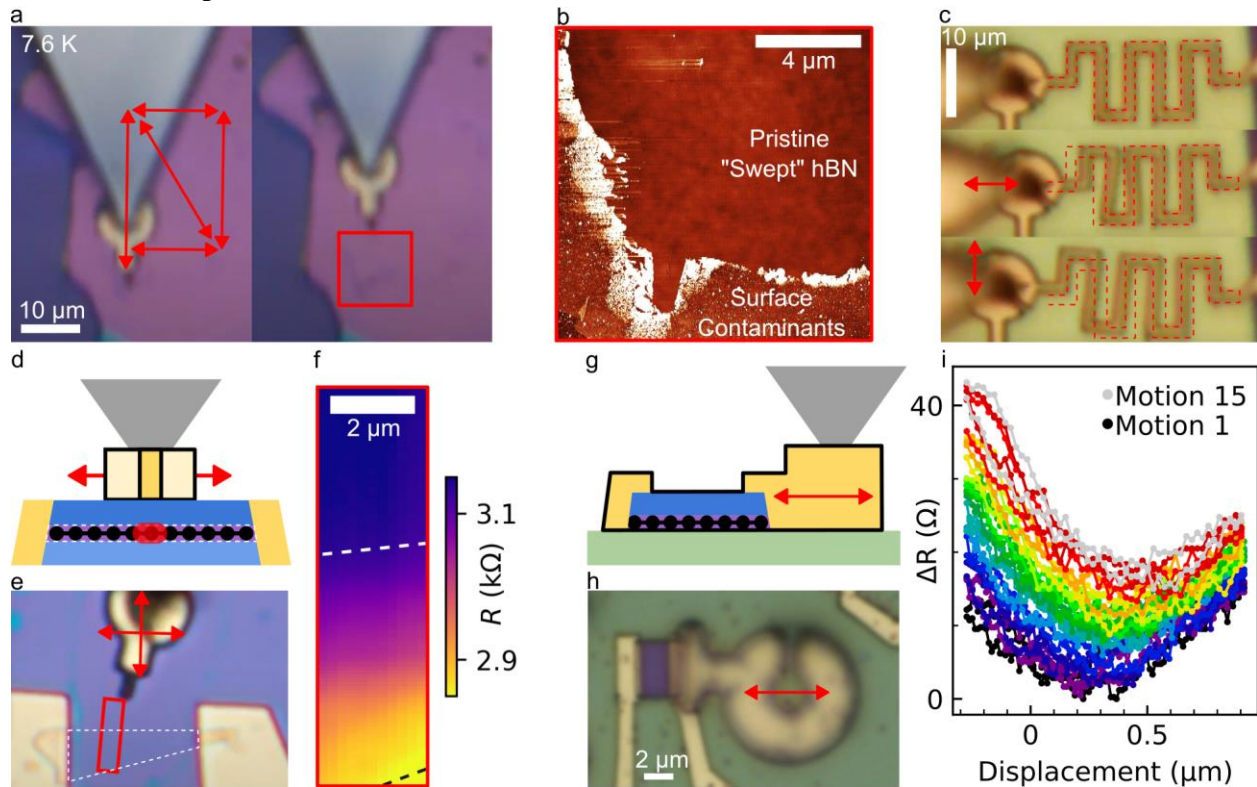 a
7.6 K
10 µm
b
4 µm
Pristine
"Swept" hBN
Surface
Contaminants
c
10 µm
d
e
f
2 µm
3.1
R (kΩ)
2.9
g
h
2 µm
i
Motion 15
Motion 1
40
ΔR (Ω)
0
0
0.5
Displacement (µm)